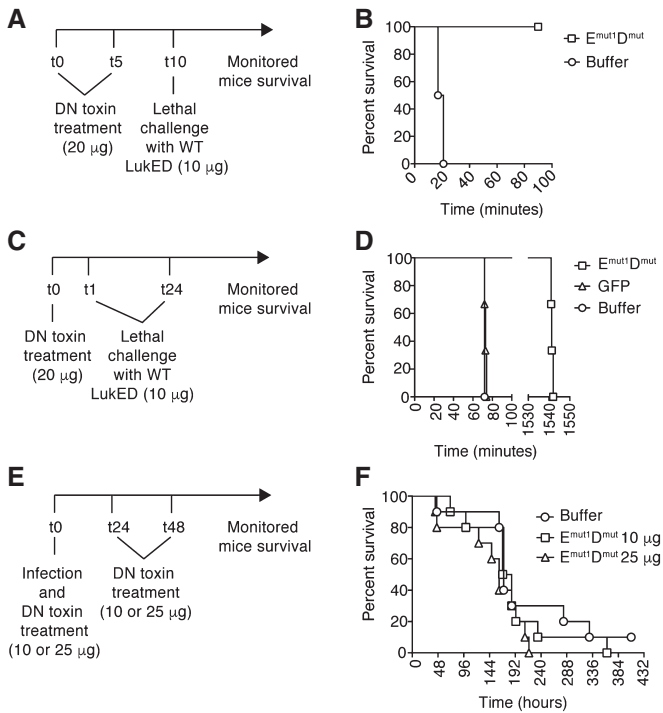 A
t0 t5 t10 Monitored
mice survival
DN toxin
treatment
(20 µg)
Lethal
challenge
with WT
LukED (10 µg)
B
Percent survival
100
80
60
40
20
0
0 20 40 60 80 100
Time (minutes)
Emut1Dmut
Buffer
C
t0 t1 t24 Monitored
mice survival
DN toxin
treatment
(20 µg)
Lethal
challenge
with WT
LukED (10 µg)
D
Percent survival
100
80
60
40
20
0
0 20 40 60 80 100 1530 1540 1550
Time (minutes)
Emut1Dmut
GFP
Buffer
E
t0 t24 t48 Monitored
mice survival
Infection
and
DN toxin
treatment
(10 or 25 µg)
DN toxin
treatment
(10 or 25 µg)
F
Percent survival
100
80
60
40
20
0
0 48 96 144 192 240 288 336 384 432
Time (hours)
Buffer
Emut1Dmut 10 µg
Emut1Dmut 25 µg